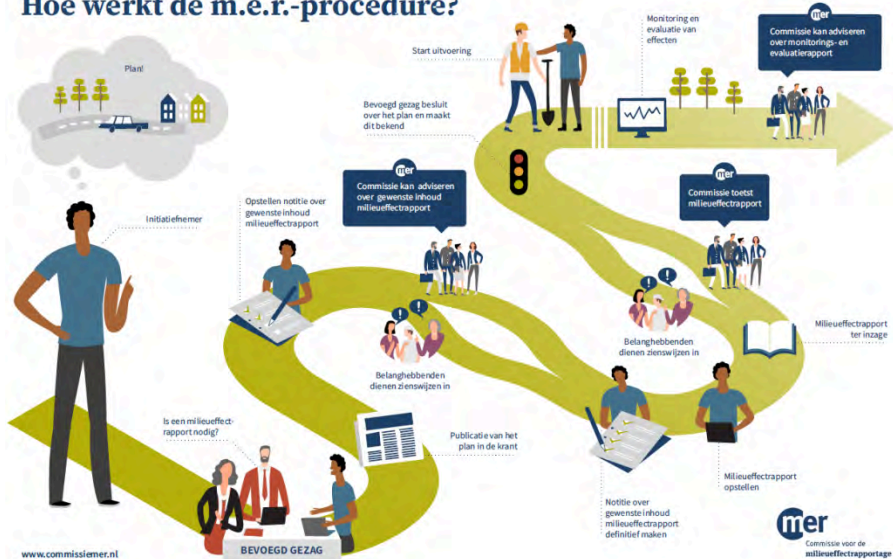 Hoe werkt de m.e.r.-procedure?
Plan!
Initiatiefnemer
Is een milieueffect-
rapport nodig?
BEVOEGD GEZAG
Publicatie van het
plan in de krant
Opstellen notitie over
gewenste inhoud
milieueffectrapport
mer
Commissie kan adviseren
over gewenste inhoud
milieueffectrapport
Belanghebbenden
dienen zienswijzen in
Notitie over
gewenste inhoud
milieueffectrapport
definitief maken
Milieueffectrapport
opstellen
Milieueffectrapport
ter inzage
mer
Commissie toetst
milieueffectrapport
Belanghebbenden
dienen zienswijzen in
Bevoegd gezag besluit
over het plan en maakt
dit bekend
Start uitvoering
Monitoring en
evaluatie van
effecten
mer
Commissie kan adviseren
over monitorings- en
evaluatierapport
www.commissiemer.nl
mer
Commissie voor de
milieueffectrapportage